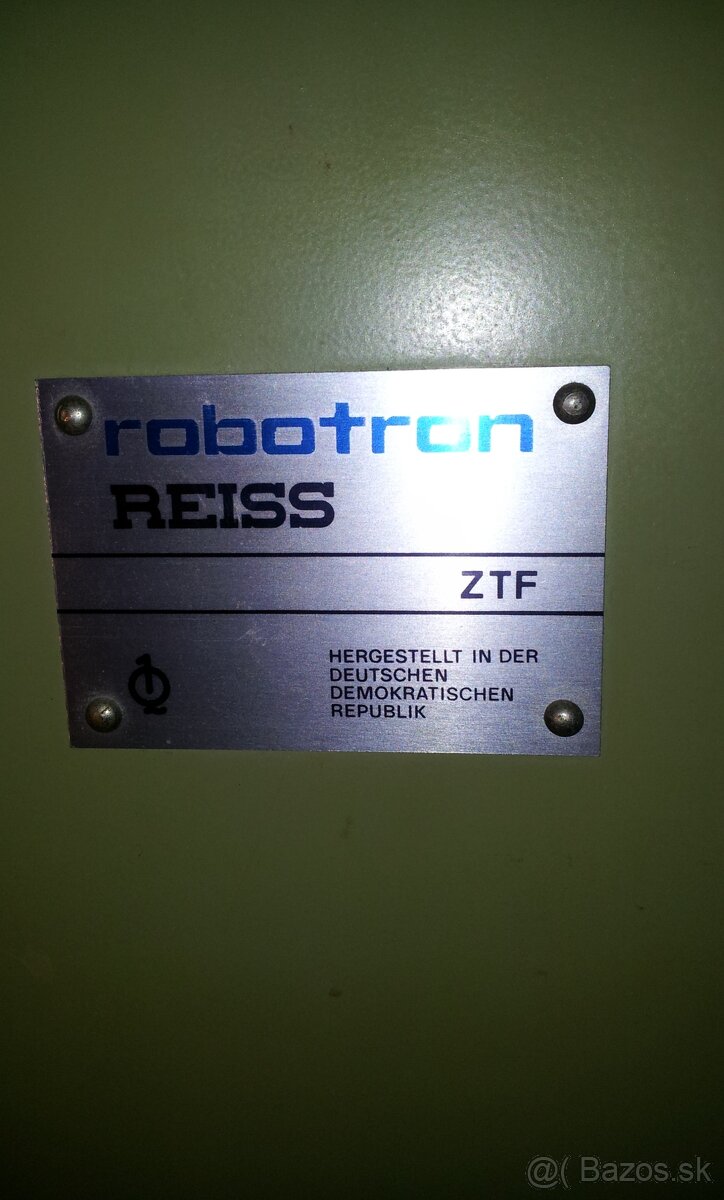 robotron
REISS
ZTF
HERGESTELLT IN DER
DEUTSCHEN
DEMOKRATISCHEN
REPUBLIK
@( Bazos.sk